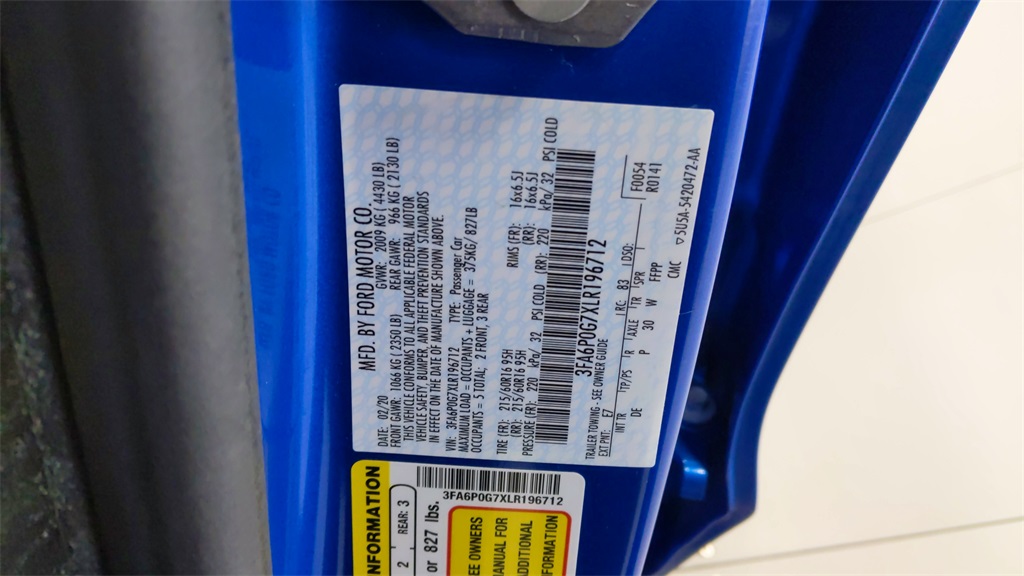 MFD. BY FORD MOTOR CO.
DATE: 02/20 GVWR: 2009 KG ( 4430 LB)
FRONT GAWR: 1066 KG ( 2350 LB) REAR GAWR: 966 KG ( 2130 LB)
THIS VEHICLE CONFORMS TO ALL APPLICABLE FEDERAL MOTOR
VEHICLE SAFETY, BUMPER, AND THEFT PREVENTION STANDARDS
IN EFFECT ON THE DATE OF MANUFACTURE SHOWN ABOVE.
VIN: 3FA6P0G7XLR196712 TYPE: Passenger Car
MAXIMUM LOAD = OCCUPANTS + LUGGAGE = 375KG/ 827LB
OCCUPANTS = 5 TOTAL; 2 FRONT, 3 REAR
TIRE (FR): 215/60R16 95H RIMS (FR): 16x6.5J
(RR): 215/60R16 95H (RR): 16x6.5J
PRESSURE (FR): 220 kPa/ 32 PSI COLD (RR): 220 kPa/ 32 PSI COLD
3FA6P0G7XLR196712
TRAILER TOWING - SEE OWNER GUIDE
EXT PNT: E7 RC: 83 DSO: F0054
INT TR TP/PS R AXLE TR SPR R0141
DE P 30 W FFPP
CMC ▽5U5A-5420472-AA
3FA6P0G7XLR196712
NFORMATION
2 REAR: 3
or 827 lbs.
EE OWNERS
ANUAL FOR
ADDITIONAL
FORMATION